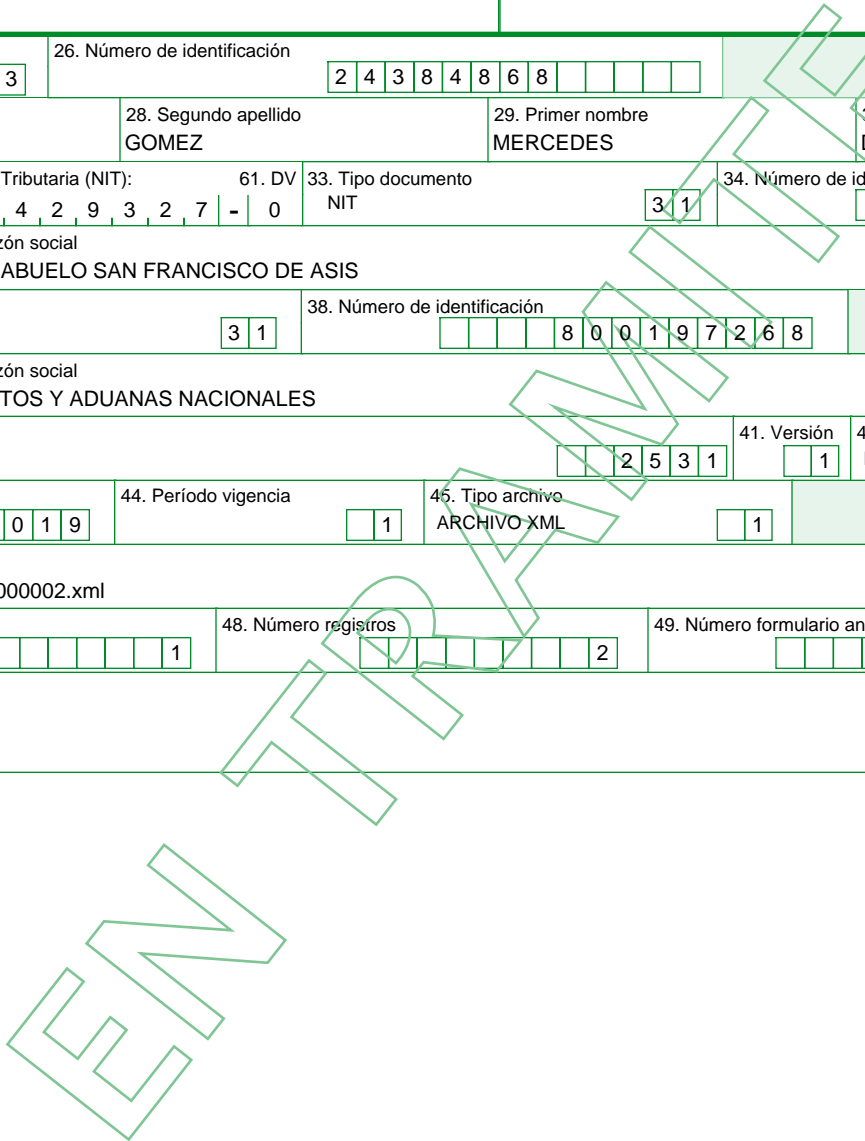 26. Número de identificación
3 2 4 3 8 4 8 6 8
28. Segundo apellido 29. Primer nombre
GOMEZ MERCEDES
Tributaria (NIT): 61. DV 33. Tipo documento 34. Número de id
4 2 9 3 2 7 - 0 NIT 3 1
zón social
ABUELO SAN FRANCISCO DE ASIS
38. Número de identificación
3 1 8 0 0 1 9 7 2 6 8
zón social
TOS Y ADUANAS NACIONALES
41. Versión 4
2 5 3 1 1
44. Período vigencia 45. Tipo archivo
0 1 9 1 ARCHIVO XML 1
000002.xml
48. Número registros 49. Número formulario an
1 2
EN TRAMITE